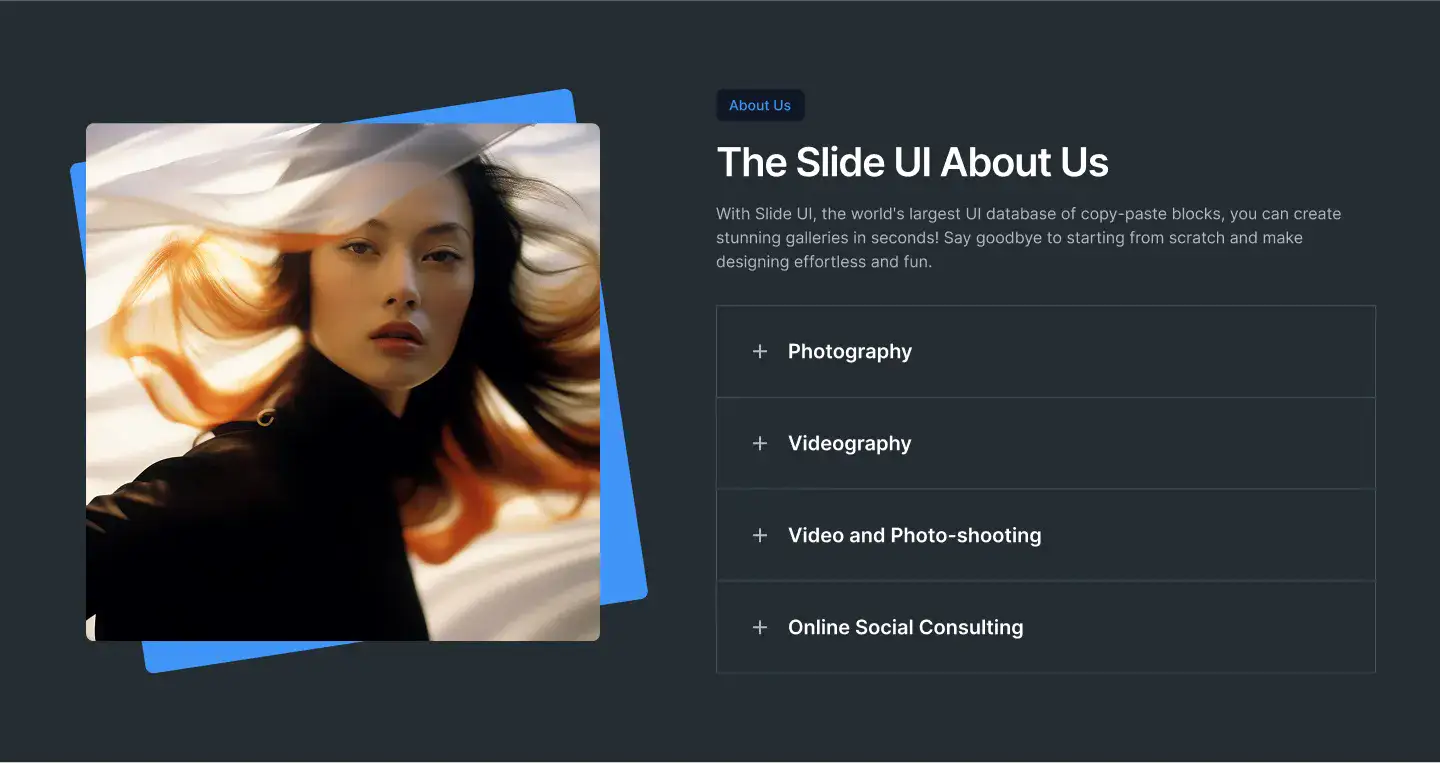 About Us
The Slide UI About Us
With Slide UI, the world's largest UI database of copy-paste blocks, you can create
stunning galleries in seconds! Say goodbye to starting from scratch and make
designing effortless and fun.
Photography
Videography
Video and Photo-shooting
Online Social Consulting